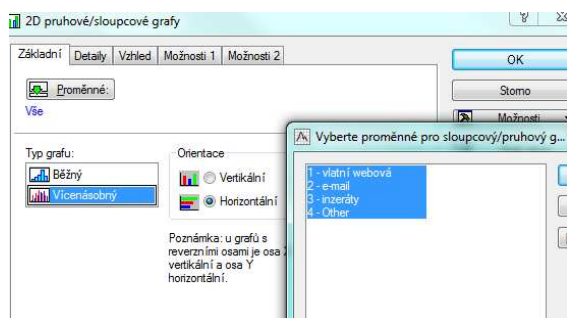 2D pruhové/sloupcové grafy
Základní Detaily Vzhled Možnosti 1 Možnosti 2
OK
Proměnné:
Storno
Vše
Možnosti
Vyberte proměnné pro sloupcový/pruhový g...
Typ grafu:
Běžný
Vícenásobný
Orientace
Vertikální
Horizontální
1 - vlatní webová
2 - e-mail
3 - inzeráty
4 - Other
Poznámka: u grafů s
reverzními osami je osa X
vertikální a osa Y
horizontální.